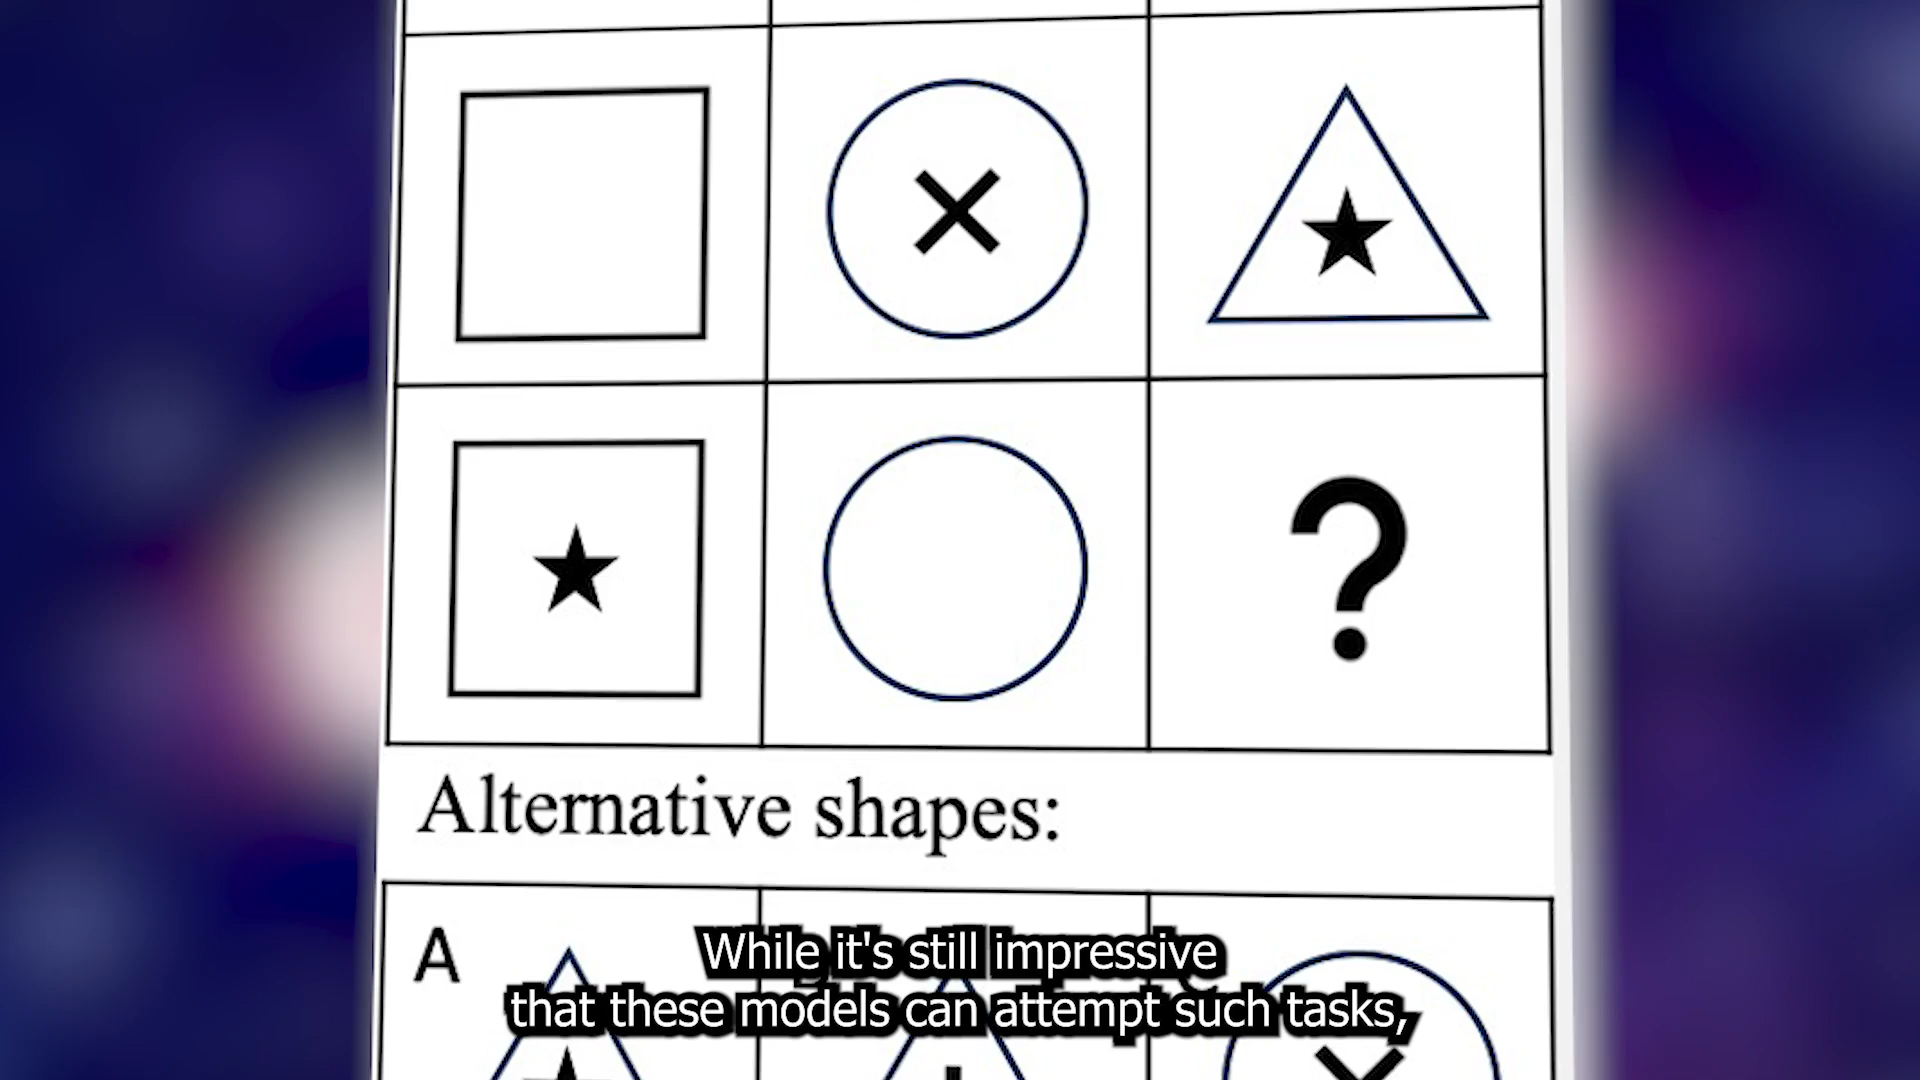 ?
Alternative shapes:
A
While it's still impressive
that these models can attempt such tasks,